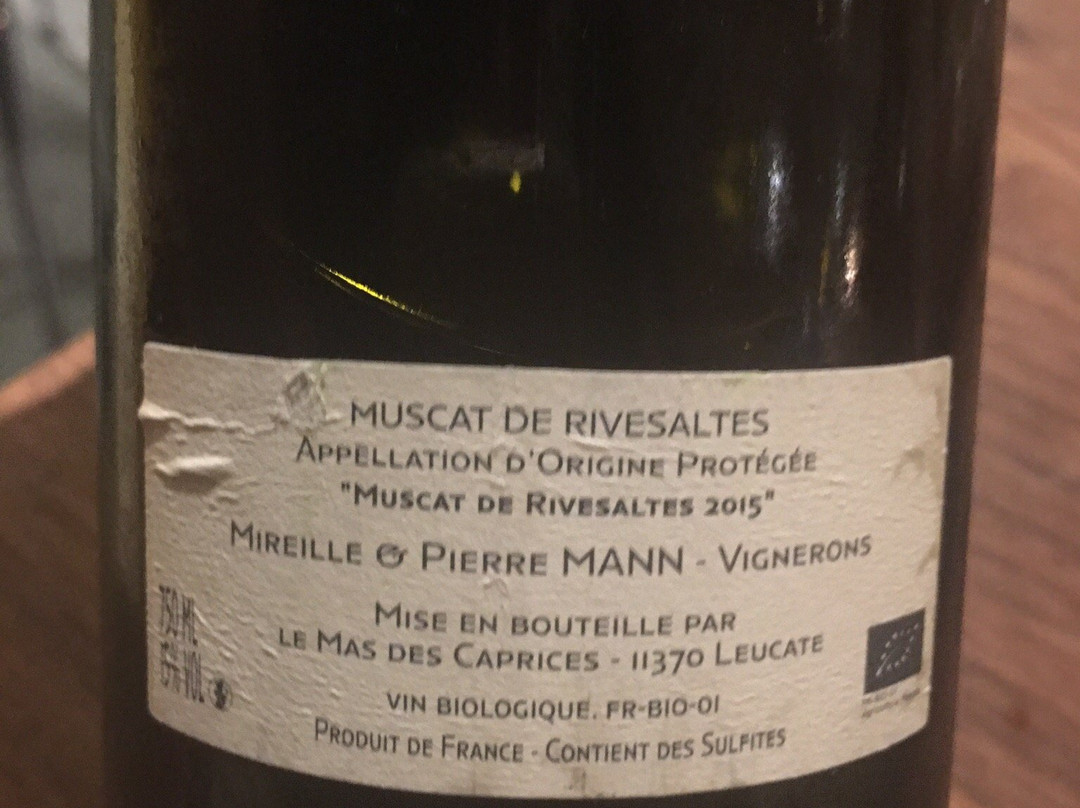 MUSCAT DE RIVESALTES
APPELLATION D'ORIGINE PROTÉGÉE
"MUSCAT DE RIVESALTES 2015"
MIREILLE & PIERRE MANN - VIGNERONS
MISE EN BOUTEILLE PAR
LE MAS DES CAPRICES - 11370 LEUCATE
750 ML
15% VOL
VIN BIOLOGIQUE. FR-BIO-01
PRODUIT DE FRANCE - CONTIENT DES SULFITES